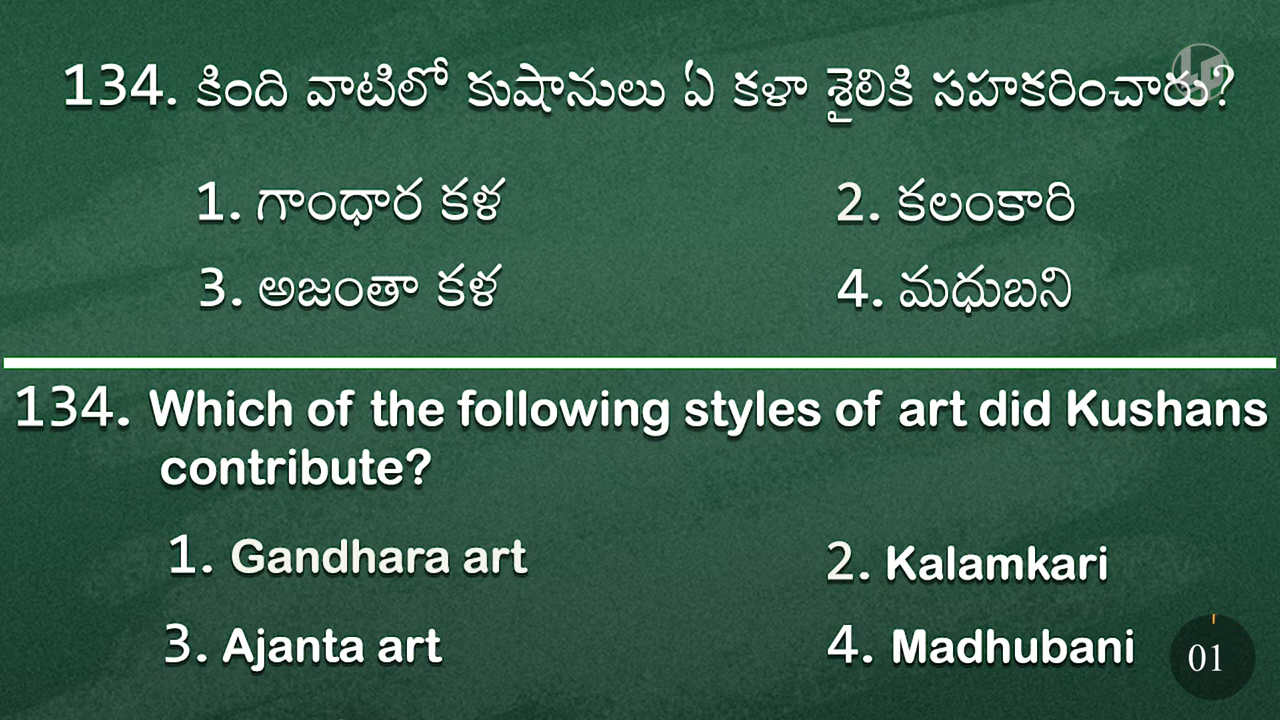 134. కింది వాటిలో కుషానులు ఏ కళా శైలికి సహకరించారు?
1. గాంధార కళ 2. కలంకారి
3. అజంతా కళ 4. మధుబని
134. Which of the following styles of art did Kushans
contribute?
1. Gandhara art 2. Kalamkari
3. Ajanta art 4. Madhubani
01